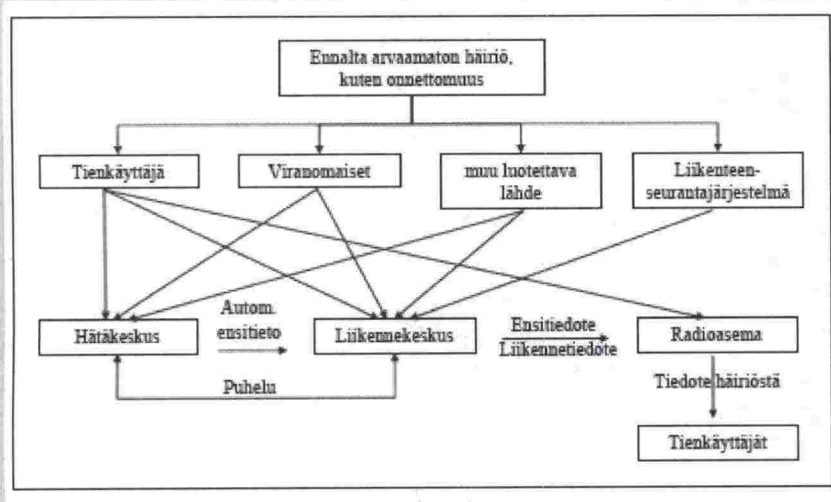 Ennalta arvaamaton häiriö,
kuten onnettomuus
Tienkäyttäjä
Viranomaiset
muu luotettava
lähde
Liikenteen-
seurantajärjestelmä
Hätäkeskus
Autom.
ensitieto
Liikennekeskus
Ensitiedote
Liikennetiedote
Radioasema
Puhelu
Tiedote häiriöstä
Tienkäyttäjät